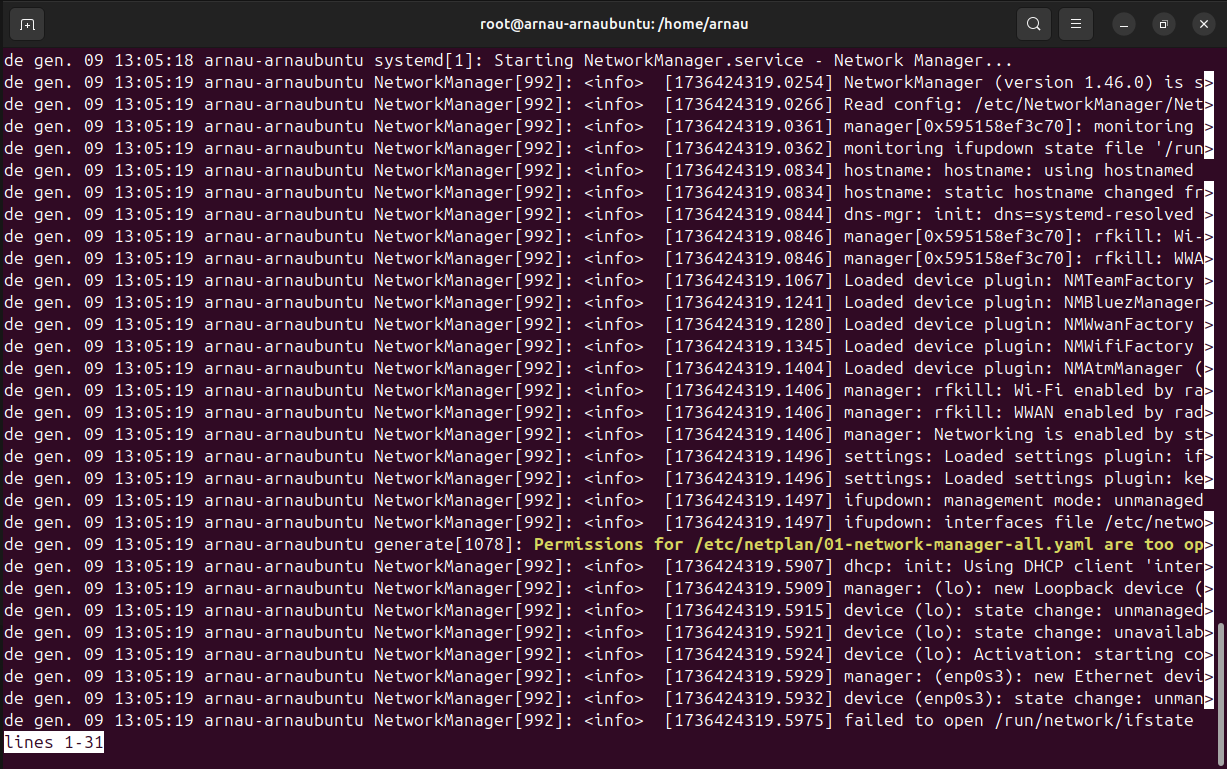 root@arnau-arnaubuntu: /home/arnau
de gen. 09 13:05:18 arnau-arnaubuntu systemd[1]: Starting NetworkManager.service - Network Manager...
de gen. 09 13:05:19 arnau-arnaubuntu NetworkManager[992]: <info>  [1736424319.0254] NetworkManager (version 1.46.0) is s>
de gen. 09 13:05:19 arnau-arnaubuntu NetworkManager[992]: <info>  [1736424319.0266] Read config: /etc/NetworkManager/Net>
de gen. 09 13:05:19 arnau-arnaubuntu NetworkManager[992]: <info>  [1736424319.0361] manager[0x595158ef3c70]: monitoring >
de gen. 09 13:05:19 arnau-arnaubuntu NetworkManager[992]: <info>  [1736424319.0362] monitoring ifupdown state file '/run>
de gen. 09 13:05:19 arnau-arnaubuntu NetworkManager[992]: <info>  [1736424319.0834] hostname: hostname: using hostnamed
de gen. 09 13:05:19 arnau-arnaubuntu NetworkManager[992]: <info>  [1736424319.0834] hostname: static hostname changed fr>
de gen. 09 13:05:19 arnau-arnaubuntu NetworkManager[992]: <info>  [1736424319.0844] dns-mgr: init: dns=systemd-resolved >
de gen. 09 13:05:19 arnau-arnaubuntu NetworkManager[992]: <info>  [1736424319.0846] manager[0x595158ef3c70]: rfkill: Wi->
de gen. 09 13:05:19 arnau-arnaubuntu NetworkManager[992]: <info>  [1736424319.0846] manager[0x595158ef3c70]: rfkill: WWA>
de gen. 09 13:05:19 arnau-arnaubuntu NetworkManager[992]: <info>  [1736424319.1067] Loaded device plugin: NMTeamFactory >
de gen. 09 13:05:19 arnau-arnaubuntu NetworkManager[992]: <info>  [1736424319.1241] Loaded device plugin: NMBluezManager>
de gen. 09 13:05:19 arnau-arnaubuntu NetworkManager[992]: <info>  [1736424319.1280] Loaded device plugin: NMWwanFactory >
de gen. 09 13:05:19 arnau-arnaubuntu NetworkManager[992]: <info>  [1736424319.1345] Loaded device plugin: NMWifiFactory >
de gen. 09 13:05:19 arnau-arnaubuntu NetworkManager[992]: <info>  [1736424319.1404] Loaded device plugin: NMAtmManager (>
de gen. 09 13:05:19 arnau-arnaubuntu NetworkManager[992]: <info>  [1736424319.1406] manager: rfkill: Wi-Fi enabled by ra>
de gen. 09 13:05:19 arnau-arnaubuntu NetworkManager[992]: <info>  [1736424319.1406] manager: rfkill: WWAN enabled by rad>
de gen. 09 13:05:19 arnau-arnaubuntu NetworkManager[992]: <info>  [1736424319.1406] manager: Networking is enabled by st>
de gen. 09 13:05:19 arnau-arnaubuntu NetworkManager[992]: <info>  [1736424319.1496] settings: Loaded settings plugin: if>
de gen. 09 13:05:19 arnau-arnaubuntu NetworkManager[992]: <info>  [1736424319.1496] settings: Loaded settings plugin: ke>
de gen. 09 13:05:19 arnau-arnaubuntu NetworkManager[992]: <info>  [1736424319.1497] ifupdown: management mode: unmanaged
de gen. 09 13:05:19 arnau-arnaubuntu NetworkManager[992]: <info>  [1736424319.1497] ifupdown: interfaces file /etc/netwo>
de gen. 09 13:05:19 arnau-arnaubuntu generate[1078]: Permissions for /etc/netplan/01-network-manager-all.yaml are too op>
de gen. 09 13:05:19 arnau-arnaubuntu NetworkManager[992]: <info>  [1736424319.5907] dhcp: init: Using DHCP client 'inter>
de gen. 09 13:05:19 arnau-arnaubuntu NetworkManager[992]: <info>  [1736424319.5909] manager: (lo): new Loopback device (>
de gen. 09 13:05:19 arnau-arnaubuntu NetworkManager[992]: <info>  [1736424319.5915] device (lo): state change: unmanaged>
de gen. 09 13:05:19 arnau-arnaubuntu NetworkManager[992]: <info>  [1736424319.5921] device (lo): state change: unavailab>
de gen. 09 13:05:19 arnau-arnaubuntu NetworkManager[992]: <info>  [1736424319.5924] device (lo): Activation: starting co>
de gen. 09 13:05:19 arnau-arnaubuntu NetworkManager[992]: <info>  [1736424319.5929] manager: (enp0s3): new Ethernet devi>
de gen. 09 13:05:19 arnau-arnaubuntu NetworkManager[992]: <info>  [1736424319.5932] device (enp0s3): state change: unman>
de gen. 09 13:05:19 arnau-arnaubuntu NetworkManager[992]: <info>  [1736424319.5975] failed to open /run/network/ifstate
lines 1-31